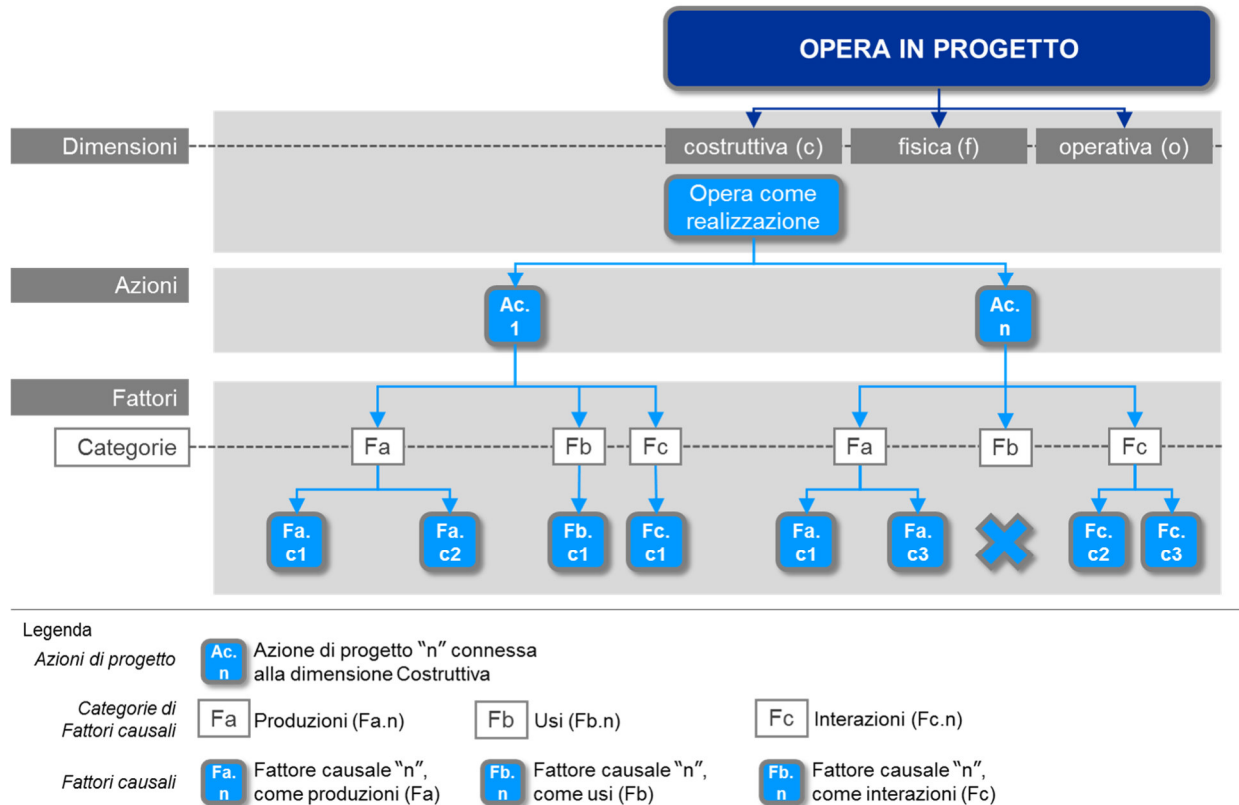 OPERA IN PROGETTO
Dimensioni
costruttiva (c)
fisica (f)
operativa (o)
Opera come
realizzazione
Azioni
Ac.
1
Ac.
n
Fattori
Categorie
Fa
Fb
Fc
Fa
Fb
Fc
Fa.
c1
Fa.
c2
Fb.
c1
Fc.
c1
Fa.
c1
Fa.
c3
Fc.
c2
Fc.
c3
Legenda
Azioni di progetto
Ac.
n
Azione di progetto "n" connessa
alla dimensione Costruttiva
Categorie di
Fattori causali
Fa
Produzioni (Fa.n)
Fb
Usi (Fb.n)
Fc
Interazioni (Fc.n)
Fattori causali
Fa.
n
Fattore causale "n",
come produzioni (Fa)
Fb.
n
Fattore causale "n",
come usi (Fb)
Fb.
n
Fattore causale "n",
come interazioni (Fc)